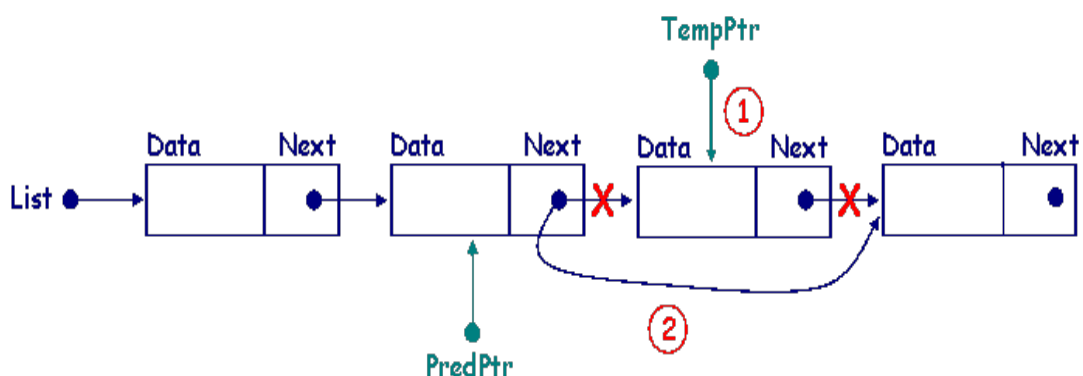 TempPtr
1
Data Next Data Next Data Next Data Next
List
X X
2
PredPtr